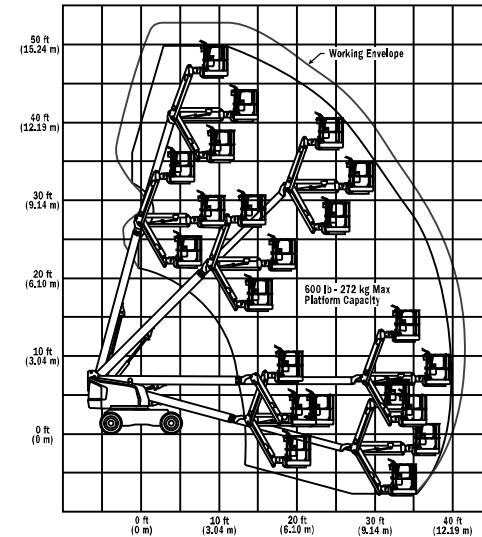 50 ft
(15.24 m)
Working Envelope
40 ft
(12.19 m)
30 ft
(9.14 m)
20 ft
(6.10 m)
600 lb - 272 kg Max
Platform Capacity
10 ft
(3.04 m)
0 ft
(0 m)
0 ft
(0 m)
10 ft
(3.04 m)
20 ft
(6.10 m)
30 ft
(9.14 m)
40 ft
(12.19 m)